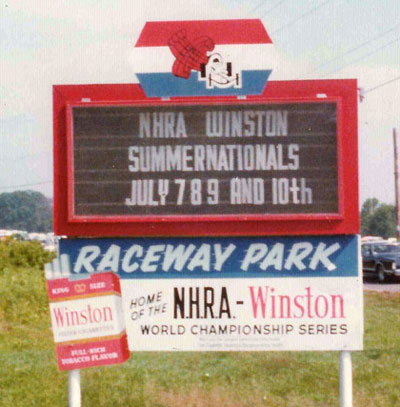 NHRA WINSTON
SUMMERNATIONALS
JULY 7 8 9 AND 10th
RACEWAY PARK
KING SIZE
Winston
FILTER CIGARETTES
FULL-RICH
TOBACCO FLAVOR
HOME
OF THE
N.H.R.A.-Winston
WORLD CHAMPIONSHIP SERIES